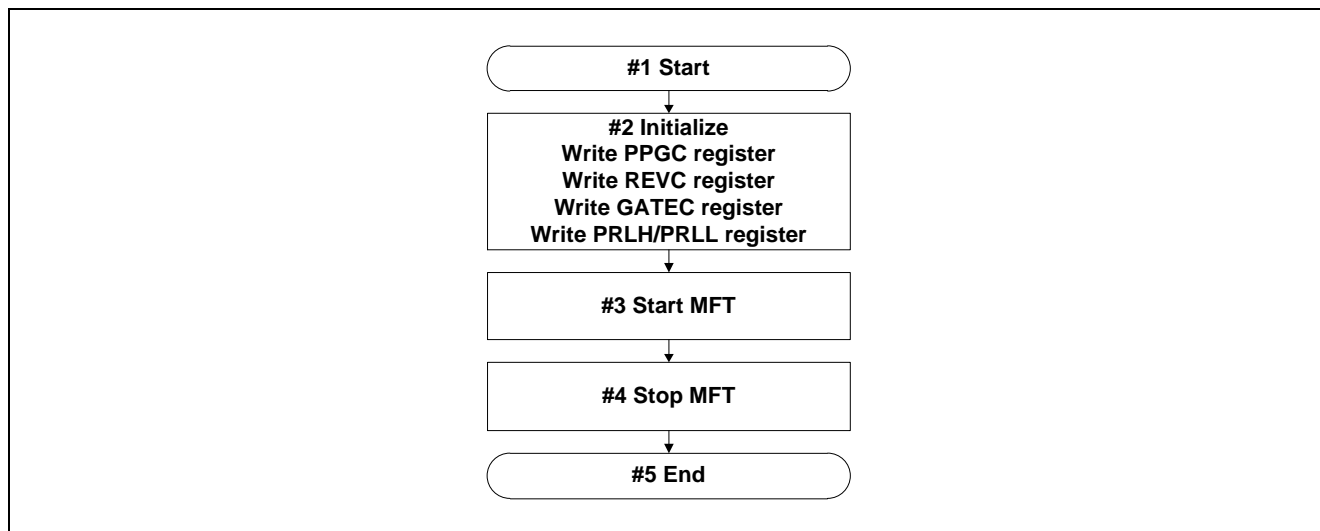 #1 Start
#2 Initialize
Write PPGC register
Write REVC register
Write GATEC register
Write PRLH/PRLL register
#3 Start MFT
#4 Stop MFT
#5 End